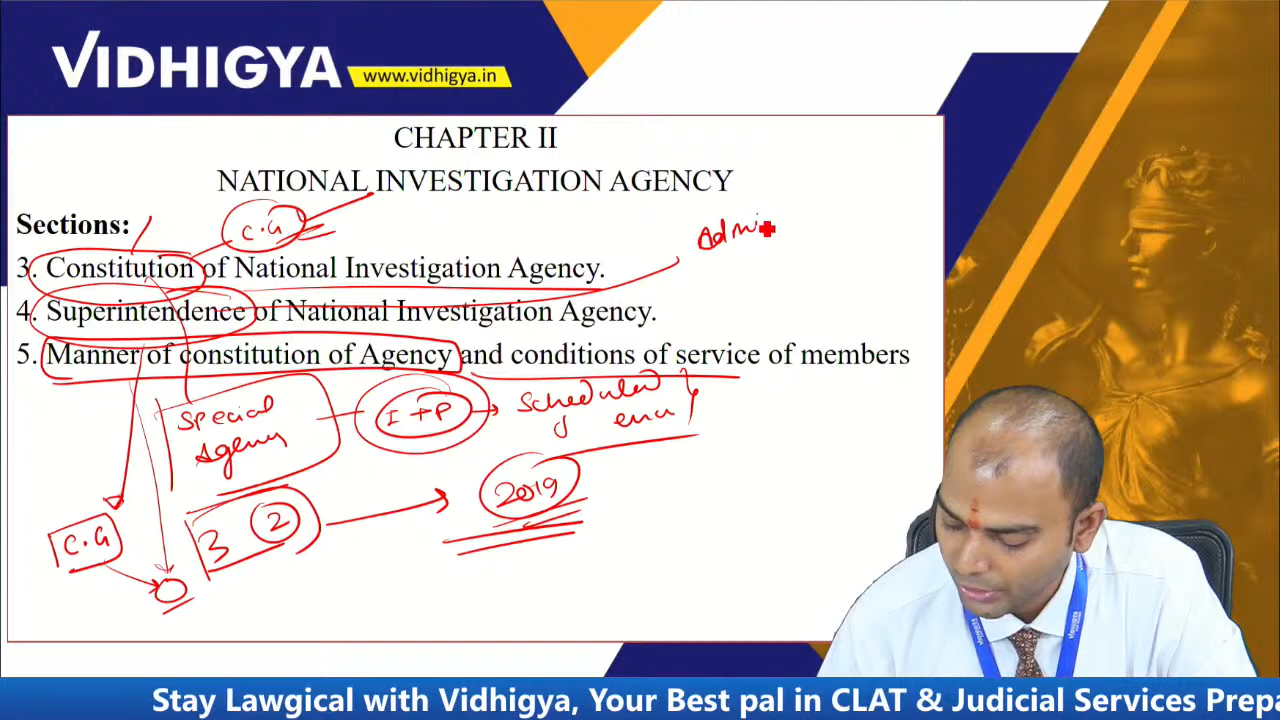 VIDHIGYA
www.vidhigya.in
CHAPTER II
NATIONAL INVESTIGATION AGENCY
Sections:
C.G
Admi
3. Constitution of National Investigation Agency.
4. Superintendence of National Investigation Agency.
5. Manner of constitution of Agency and conditions of service of members
Special
Agency
I + P
Scheduled
2019
3 2
C.G
VIDHIGYA
Stay Lawgical with Vidhigya, Your Best pal in CLAT & Judicial Services Prepa